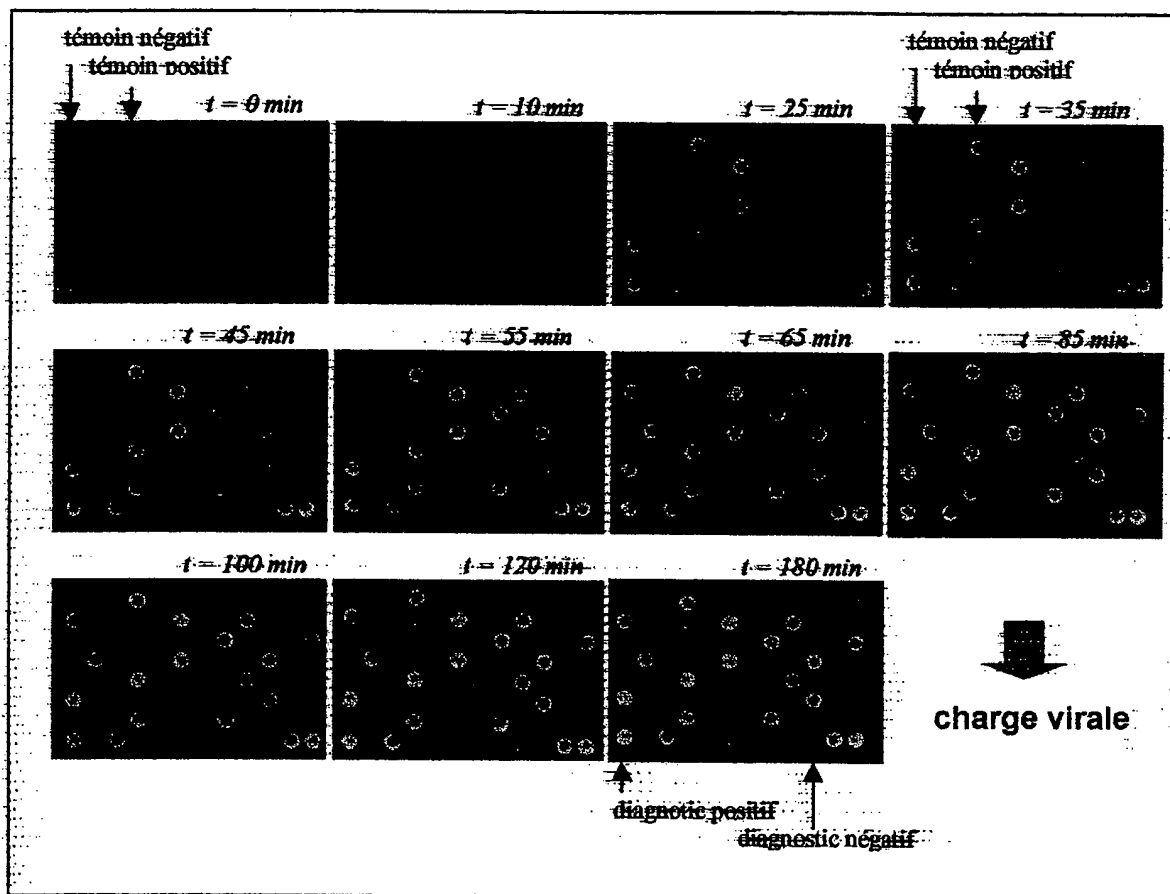 témoin négatif
témoin positif
témoin négatif
témoin positif
t = 0 min
t = 10 min
t = 25 min
t = 35 min
t = 45 min
t = 55 min
t = 65 min
t = 85 min
t = 100 min
t = 120 min
t = 180 min
charge virale
diagnotic positif
diagnostic négatif